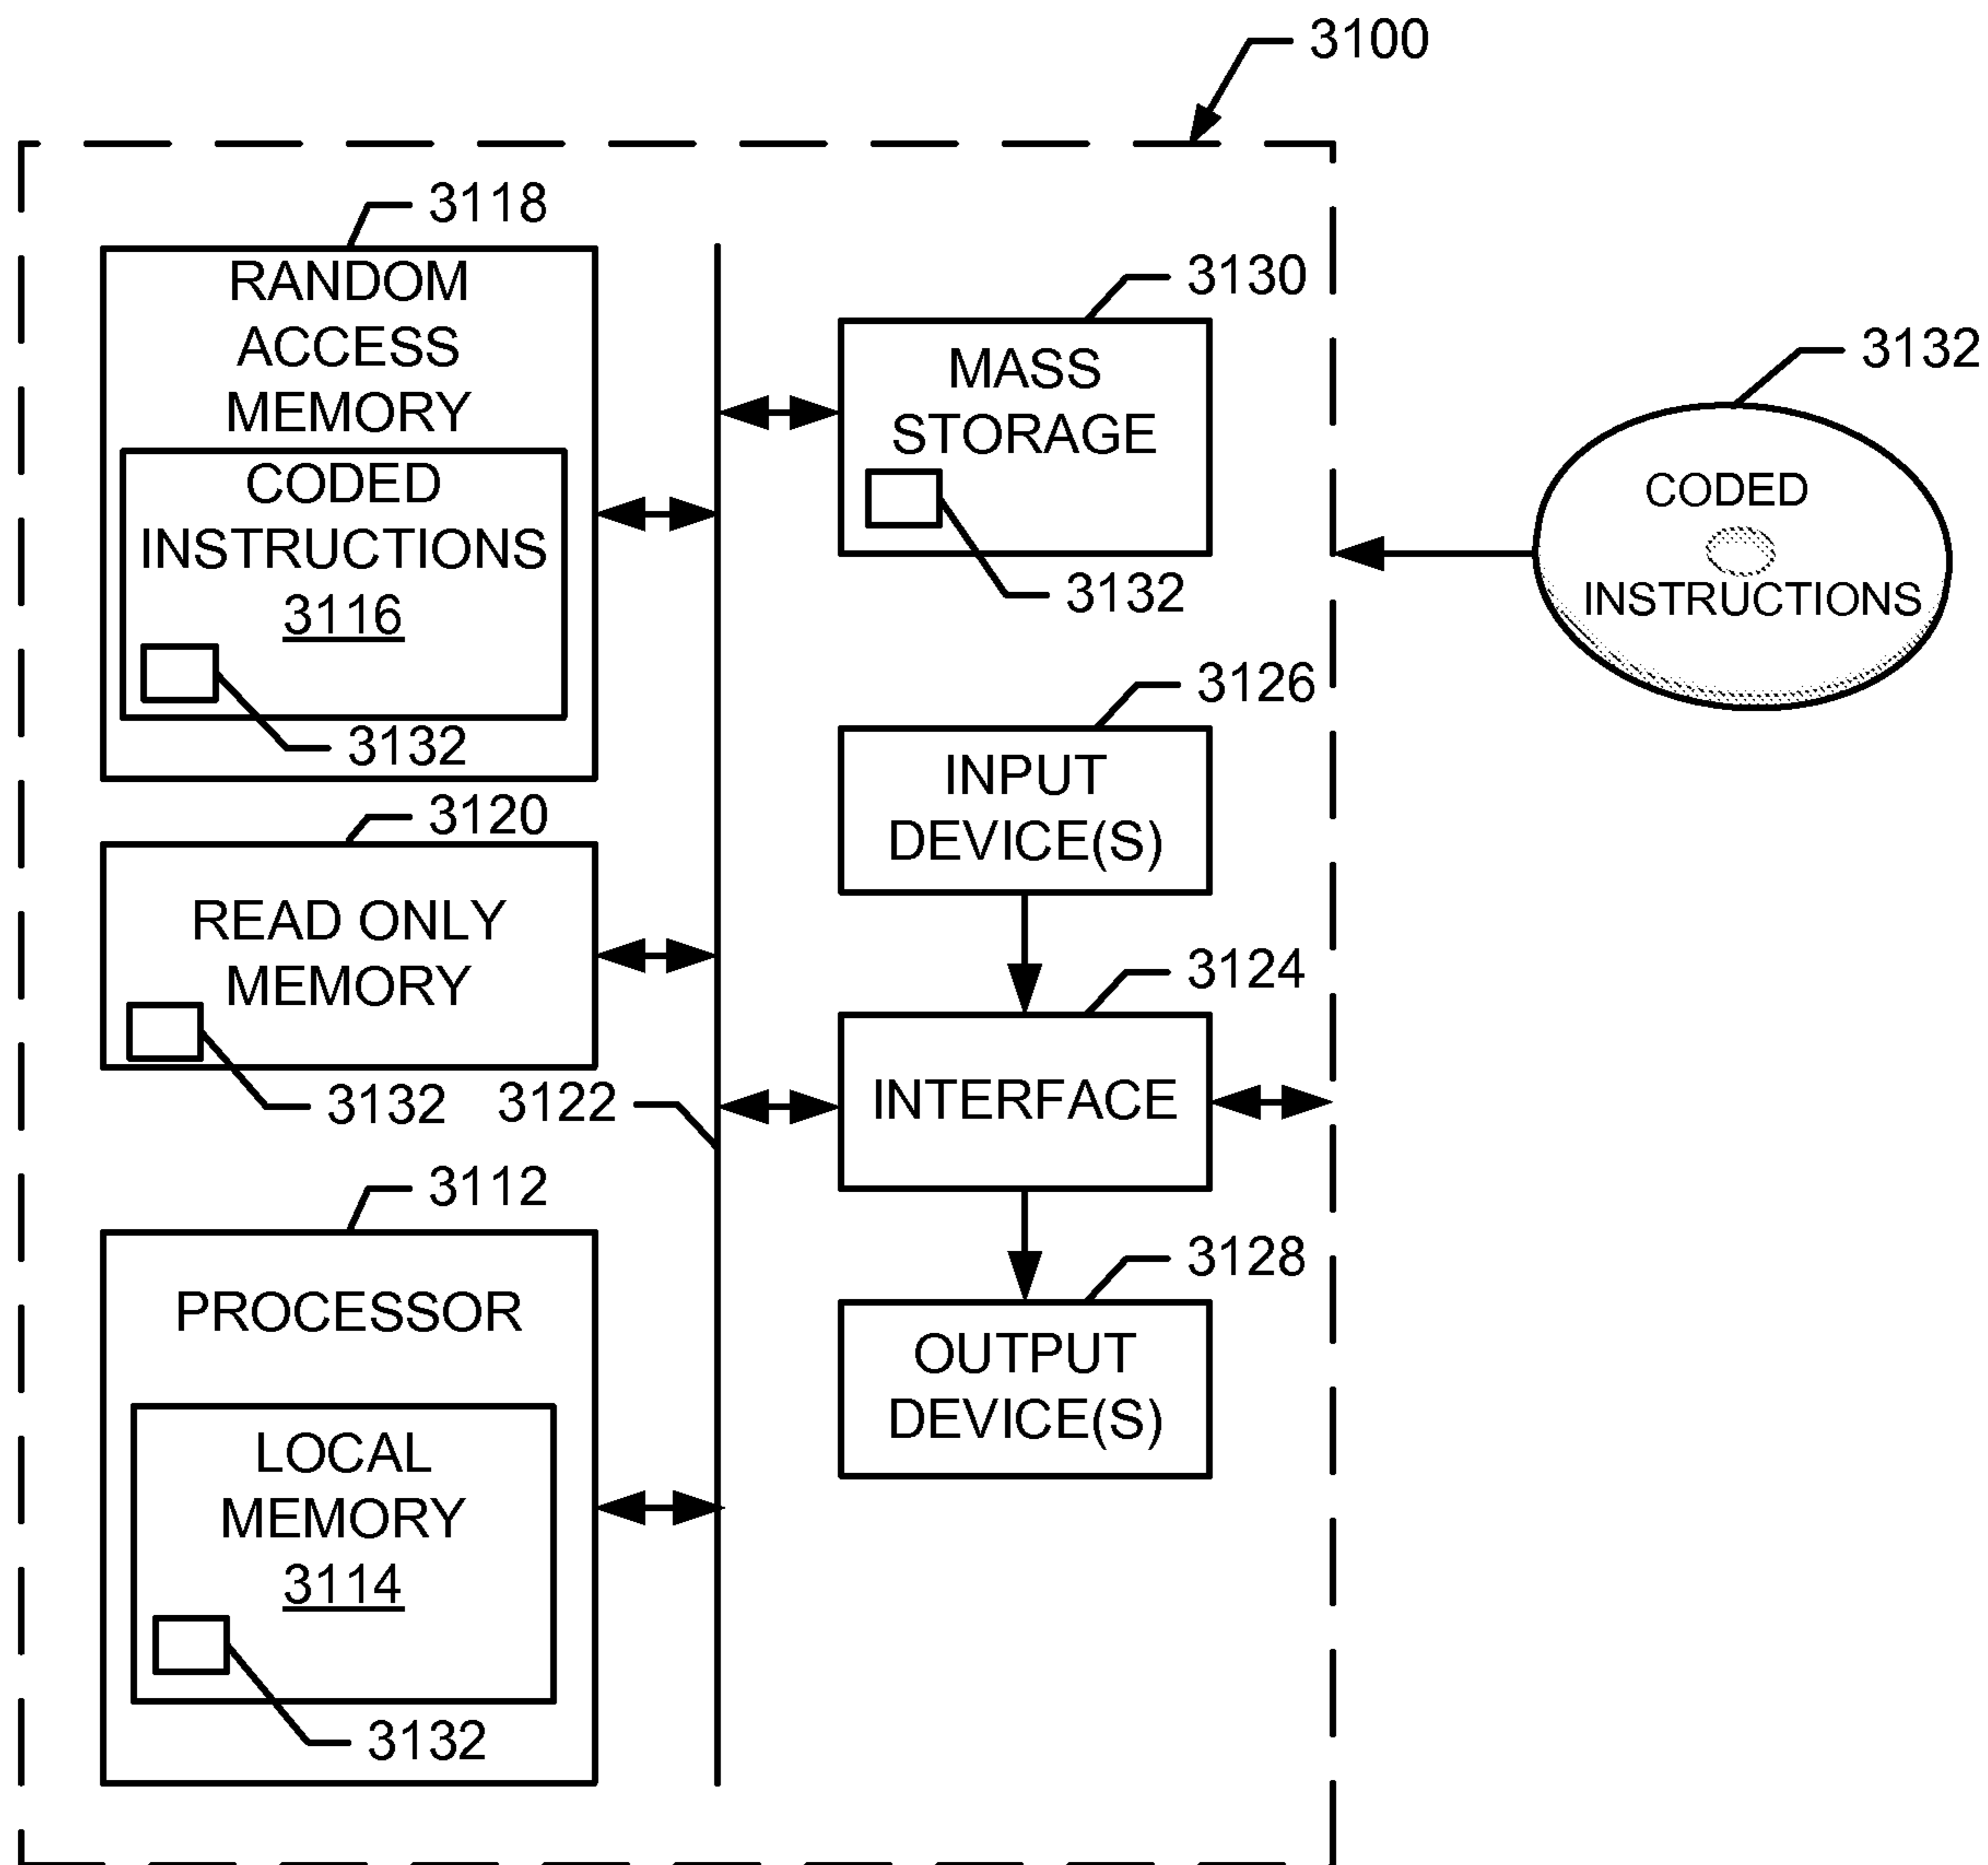 3100
3118
RANDOM
ACCESS
MEMORY
CODED
INSTRUCTIONS
3116
3132
3120
READ ONLY
MEMORY
3132
3122
3112
PROCESSOR
LOCAL
MEMORY
3114
3132
3130
MASS
STORAGE
3132
3126
INPUT
DEVICE(S)
3124
INTERFACE
3128
OUTPUT
DEVICE(S)
3132
CODED
INSTRUCTIONS